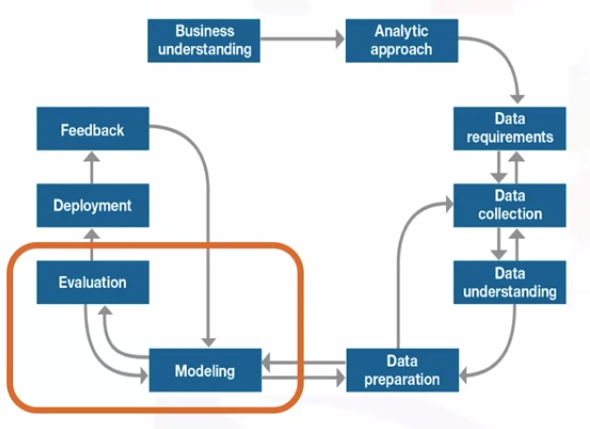 Business
understanding
Analytic
approach
Feedback
Data
requirements
Deployment
Data
collection
Evaluation
Data
understanding
Modeling
Data
preparation